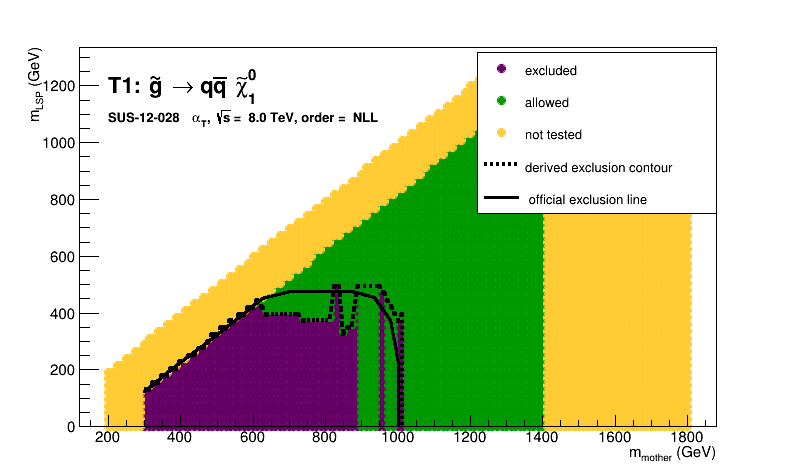 m_LSP (GeV)
1200
1000
800
600
400
200
0
T1: g̃ → qq̅ χ̃⁰₁
SUS-12-028 α_T, √s = 8.0 TeV, order = NLL
excluded
allowed
not tested
derived exclusion contour
official exclusion line
200 400 600 800 1000 1200 1400 1600 1800
m_mother (GeV)